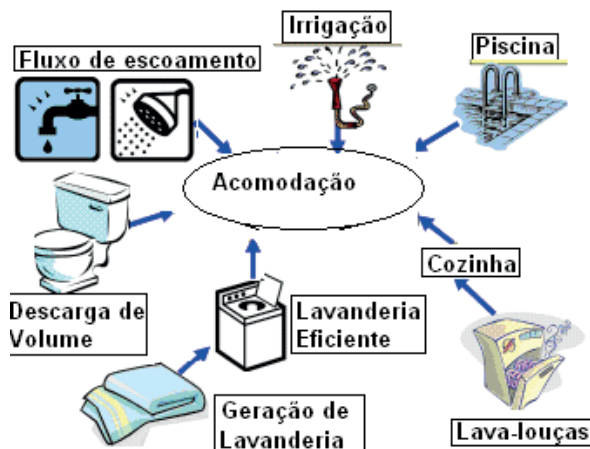 Irrigação
Piscina
Fluxo de escoamento
Acomodação
Cozinha
Descarga de
Volume
Lavanderia
Eficiente
Geração de
Lavanderia
Lava-louças